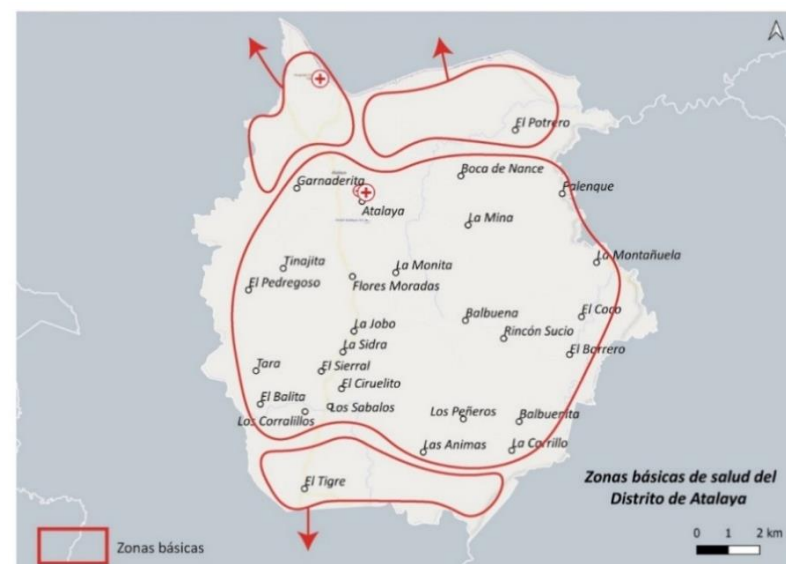 El Potrero
Boca de Nance
Garnaderita
Palenque
Atalaya
La Mina
La Montañuela
Tinajita
La Monita
El Pedregoso
Flores Moradas
El Coco
Balbuena
La Jobo
Rincón Sucio
La Sidra
El Barrero
Tara
El Sierral
El Ciruelito
El Balita
Los Sabalos
Los Corralillos
Los Peñeros
Balbuenita
Las Animas
La Carrillo
El Tigre
Zonas básicas de salud del
Distrito de Atalaya
Zonas básicas
0 1 2 km